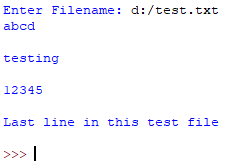 Enter Filename: d:/test.txt
abcd
testing
12345
Last line in this test file
>>>